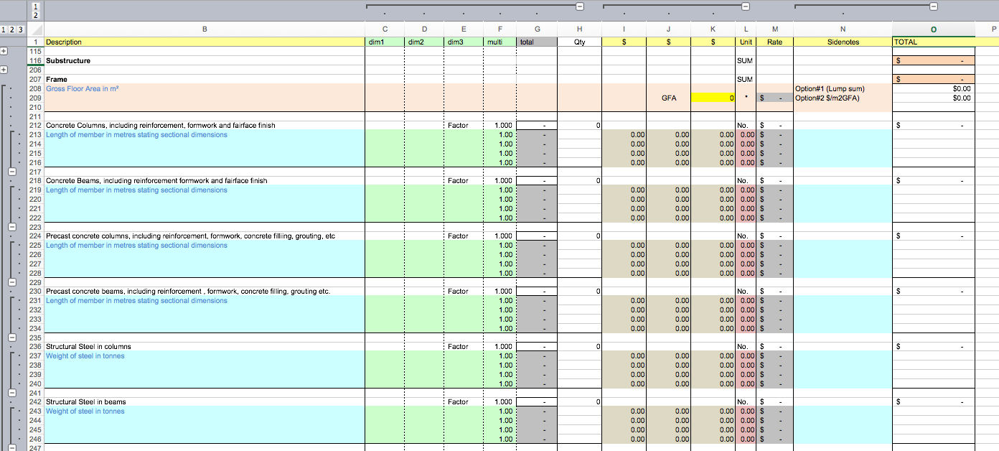 1
2
1 2 3 B C D E F G H I J K L M N O P
1 Description dim1 dim2 dim3 multi total Qty $ $ $ Unit Rate Sidenotes TOTAL
115
116 Substructure SUM $ -
206
207 Frame SUM $ -
208 Gross Floor Area in m² Option#1 (Lump sum) $0.00
209 GFA 0 * $ - Option#2 $/m2GFA) $0.00
210
211
212 Concrete Columns, including reinforcement, formwork and fairface finish Factor 1.000 - 0 No. $ - $ -
213 Length of member in metres stating sectional dimensions 1.00 - 0.00 0.00 0.00 0.00 $ -
214 1.00 - 0.00 0.00 0.00 0.00 $ -
215 1.00 - 0.00 0.00 0.00 0.00 $ -
216 1.00 - 0.00 0.00 0.00 0.00 $ -
217
218 Concrete Beams, including reinforcement formwork and fairface finish Factor 1.000 - 0 No. $ - $ -
219 Length of member in metres stating sectional dimensions 1.00 - 0.00 0.00 0.00 0.00 $ -
220 1.00 - 0.00 0.00 0.00 0.00 $ -
221 1.00 - 0.00 0.00 0.00 0.00 $ -
222 1.00 - 0.00 0.00 0.00 0.00 $ -
223
224 Precast concrete columns, including reinforcement, formwork, concrete filliing, grouting, etc Factor 1.000 - 0 No. $ - $ -
225 Length of member in metres stating sectional dimensions 1.00 - 0.00 0.00 0.00 0.00 $ -
226 1.00 - 0.00 0.00 0.00 0.00 $ -
227 1.00 - 0.00 0.00 0.00 0.00 $ -
228 1.00 - 0.00 0.00 0.00 0.00 $ -
229
230 Precast concrete beams, including reinforcement , formwork, concrete filling, grouting etc. Factor 1.000 - 0 No. $ - $ -
231 Length of member in metres stating sectional dimensions 1.00 - 0.00 0.00 0.00 0.00 $ -
232 1.00 - 0.00 0.00 0.00 0.00 $ -
233 1.00 - 0.00 0.00 0.00 0.00 $ -
234 1.00 - 0.00 0.00 0.00 0.00 $ -
235
236 Structural Steel in columns Factor 1.000 - 0 No. $ - $ -
237 Weight of steel in tonnes 1.00 - 0.00 0.00 0.00 0.00 $ -
238 1.00 - 0.00 0.00 0.00 0.00 $ -
239 1.00 - 0.00 0.00 0.00 0.00 $ -
240 1.00 - 0.00 0.00 0.00 0.00 $ -
241
242 Structural Steel in beams Factor 1.000 - 0 No. $ - $ -
243 Weight of steel in tonnes 1.00 - 0.00 0.00 0.00 0.00 $ -
244 1.00 - 0.00 0.00 0.00 0.00 $ -
245 1.00 - 0.00 0.00 0.00 0.00 $ -
246 1.00 - 0.00 0.00 0.00 0.00 $ -
247